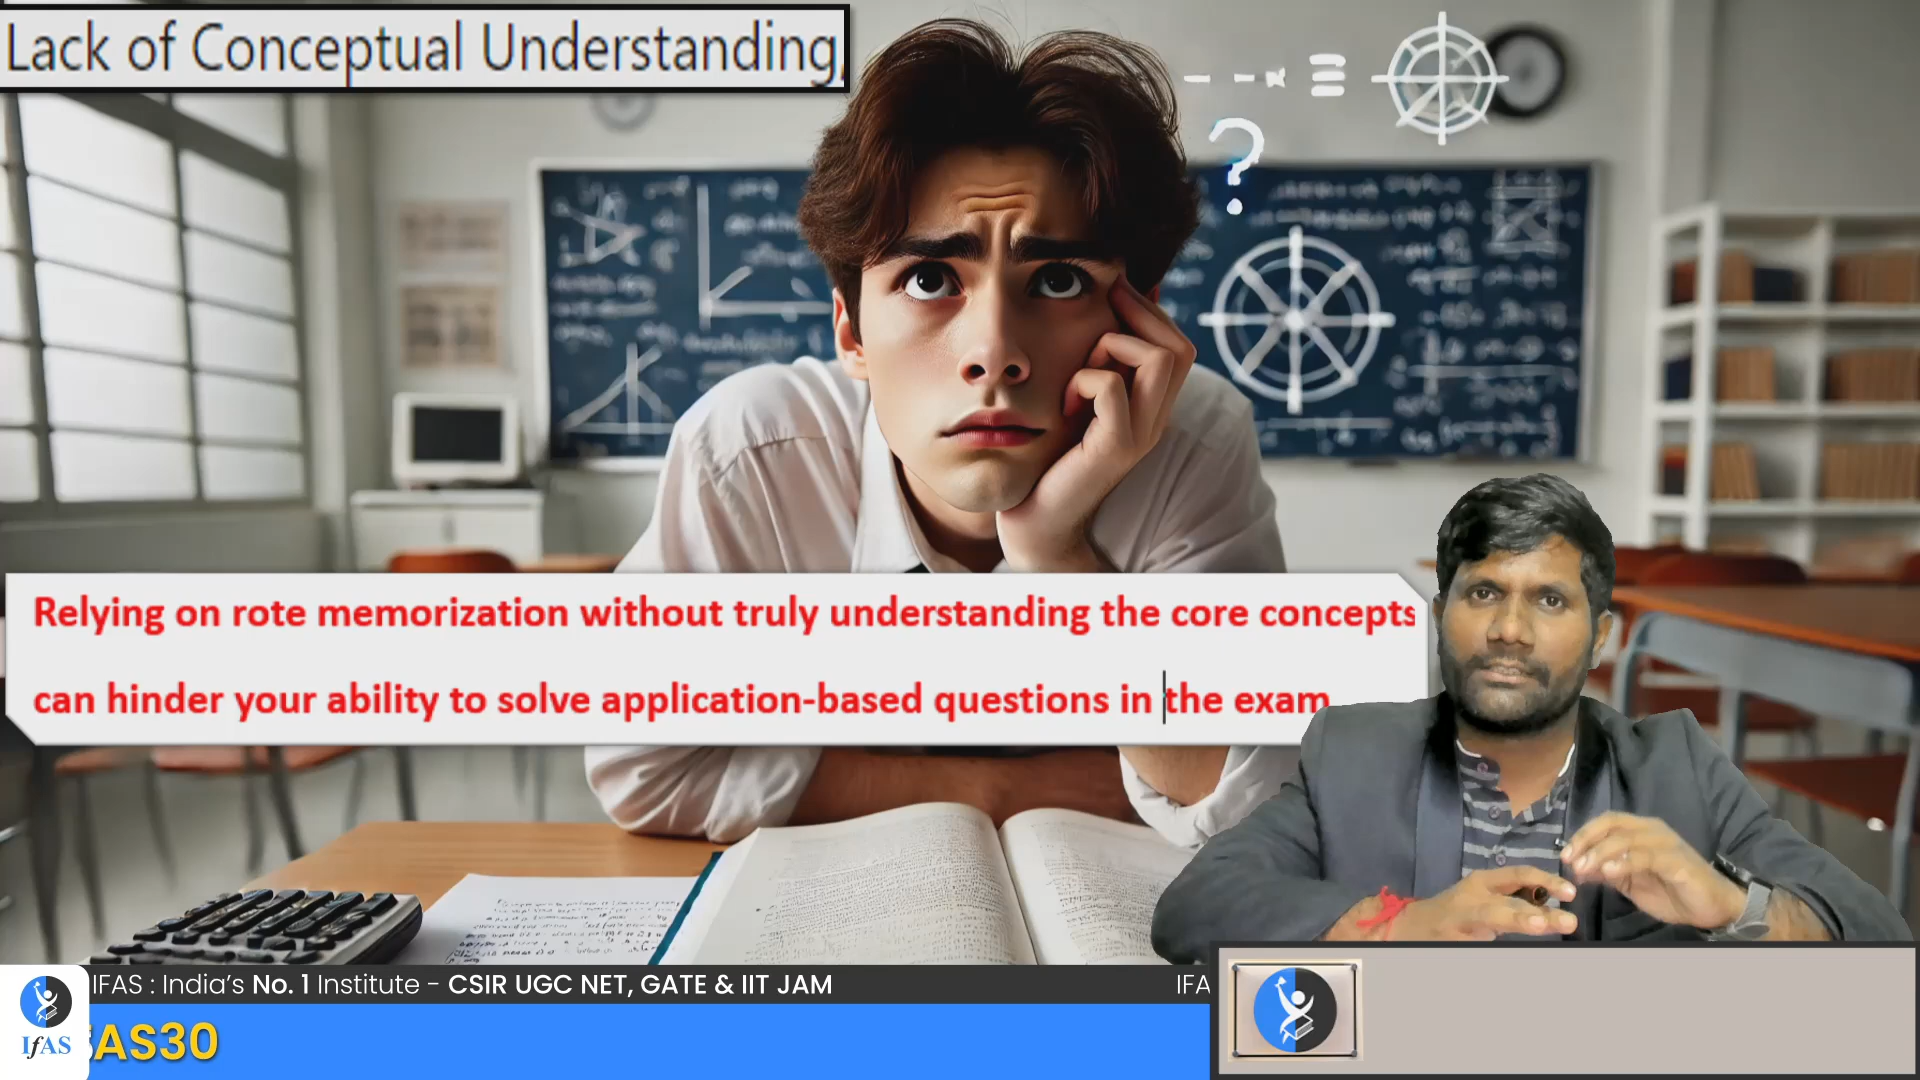 Lack of Conceptual Understanding,
?
Relying on rote memorization without truly understanding the core concepts
can hinder your ability to solve application-based questions in the exam
IFAS : India's No. 1 Institute - CSIR UGC NET, GATE & IIT JAM
IFA
IfAS
AS30